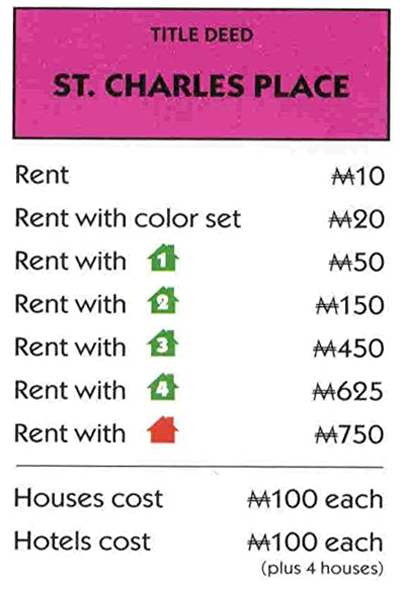 TITLE DEED
ST. CHARLES PLACE
Rent ₩10
Rent with color set ₩20
Rent with 1 ₩50
Rent with 2 ₩150
Rent with 3 ₩450
Rent with 4 ₩625
Rent with ₩750
Houses cost ₩100 each
Hotels cost ₩100 each
(plus 4 houses)